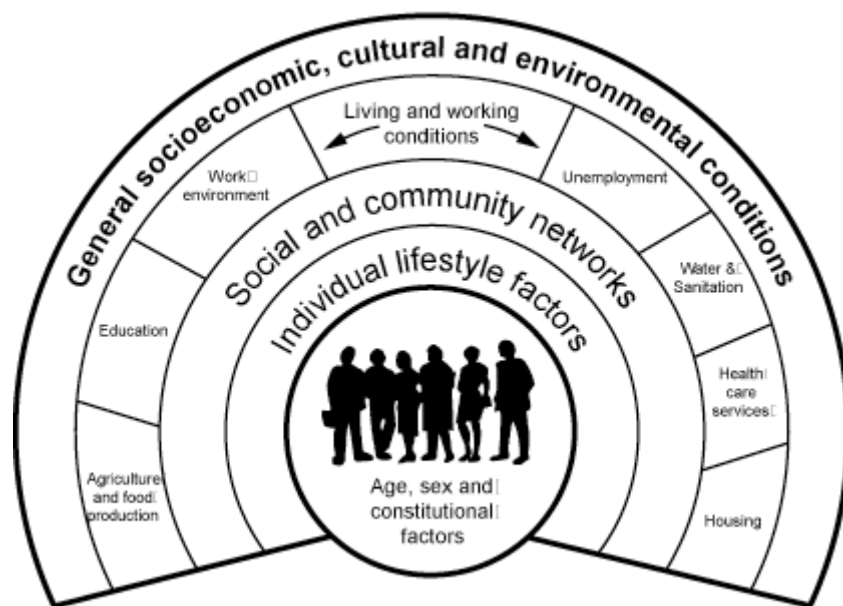 General socioeconomic, cultural and environmental conditions
Living and working
conditions
Work
environment
Unemployment
Education
Water &
Sanitation
Agriculture
and food
production
Health
care
services
Housing
Social and community networks
Individual lifestyle factors
Age, sex and
constitutional
factors